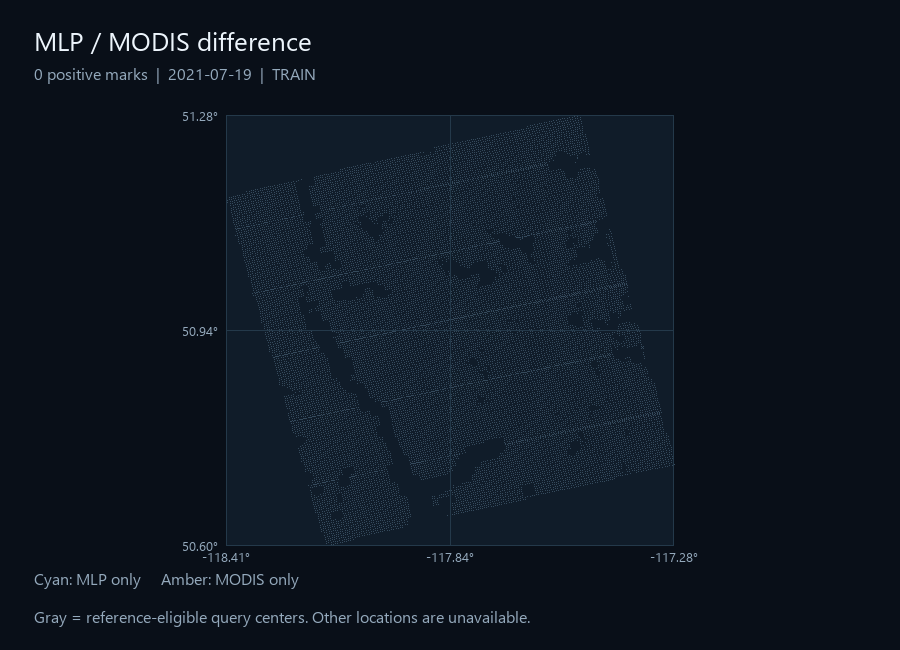 MLP / MODIS difference
0 positive marks | 2021-07-19 | TRAIN
51.28°
50.94°
50.60°
-118.41° -117.84° -117.28°
Cyan: MLP only Amber: MODIS only
Gray = reference-eligible query centers. Other locations are unavailable.